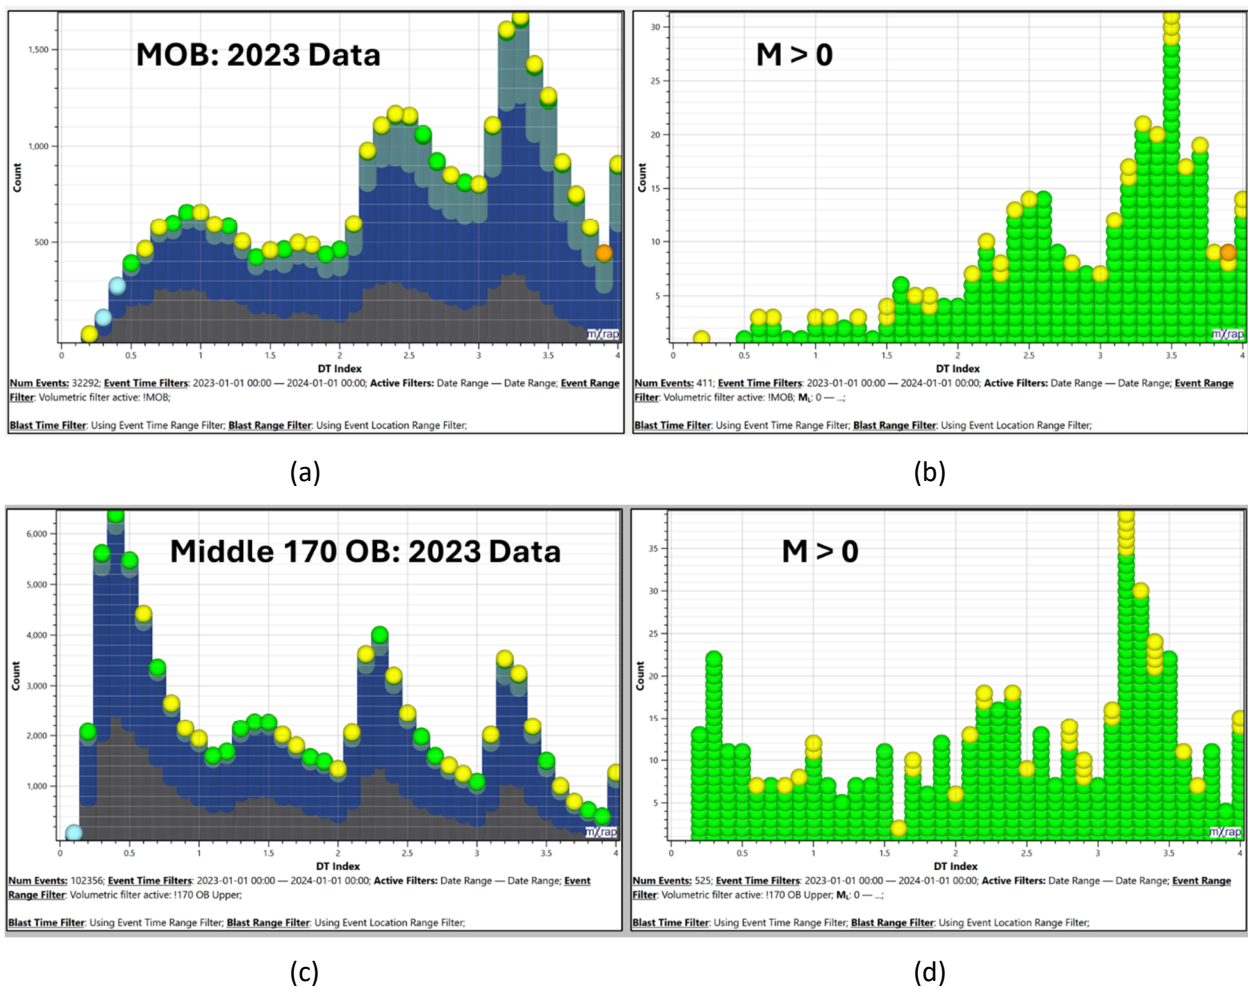 MOB: 2023 Data
1,500
1,000
500
Count
0 0.5 1 1.5 2 2.5 3 3.5 4
DT Index
mXrap
Num Events: 32292; Event Time Filters: 2023-01-01 00:00 — 2024-01-01 00:00; Active Filters: Date Range — Date Range; Event Range
Filter: Volumetric filter active: !MOB;
Blast Time Filter: Using Event Time Range Filter; Blast Range Filter: Using Event Location Range Filter;
(a)
M > 0
30
25
20
15
10
5
Count
0 0.5 1 1.5 2 2.5 3 3.5 4
DT Index
mXrap
Num Events: 411; Event Time Filters: 2023-01-01 00:00 — 2024-01-01 00:00; Active Filters: Date Range — Date Range; Event Range
Filter: Volumetric filter active: !MOB; ML: 0 — ...;
Blast Time Filter: Using Event Time Range Filter; Blast Range Filter: Using Event Location Range Filter;
(b)
Middle 170 OB: 2023 Data
6,000
5,000
4,000
3,000
2,000
1,000
Count
0 0.5 1 1.5 2 2.5 3 3.5 4
DT Index
mXrap
Num Events: 102356; Event Time Filters: 2023-01-01 00:00 — 2024-01-01 00:00; Active Filters: Date Range — Date Range; Event
Range Filter: Volumetric filter active: !170 OB Upper;
Blast Time Filter: Using Event Time Range Filter; Blast Range Filter: Using Event Location Range Filter;
(c)
M > 0
35
30
25
20
15
10
5
Count
0 0.5 1 1.5 2 2.5 3 3.5 4
DT Index
mXrap
Num Events: 525; Event Time Filters: 2023-01-01 00:00 — 2024-01-01 00:00; Active Filters: Date Range — Date Range; Event Range
Filter: Volumetric filter active: !170 OB Upper; ML: 0 — ...;
Blast Time Filter: Using Event Time Range Filter; Blast Range Filter: Using Event Location Range Filter;
(d)